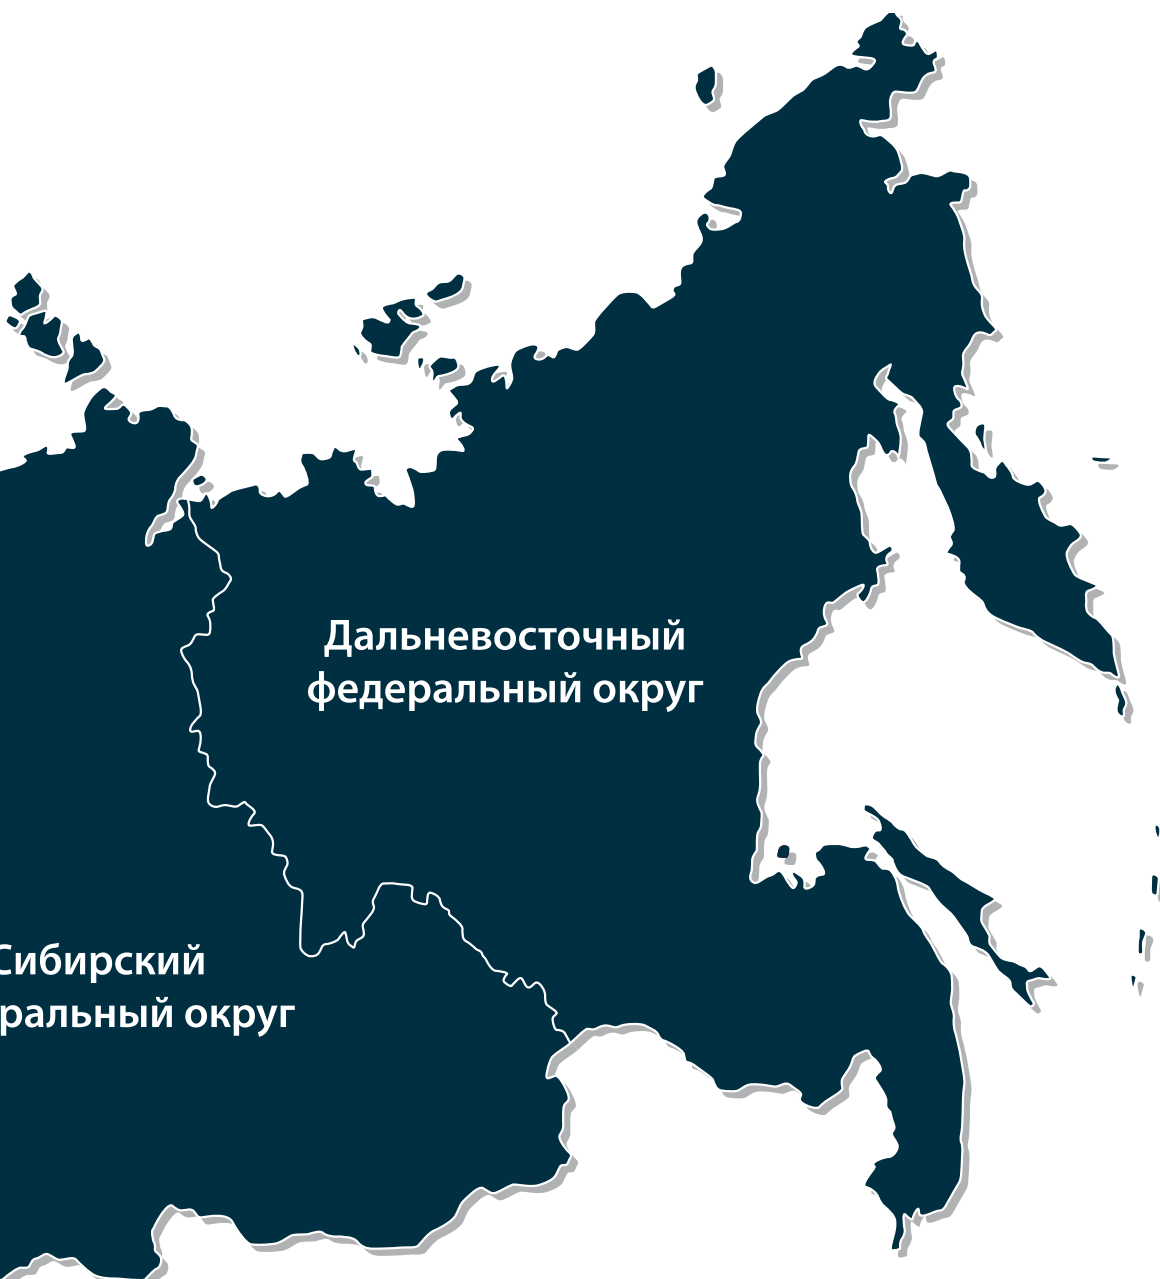 Дальневосточный
федеральный округ
Сибирский
ральный округ